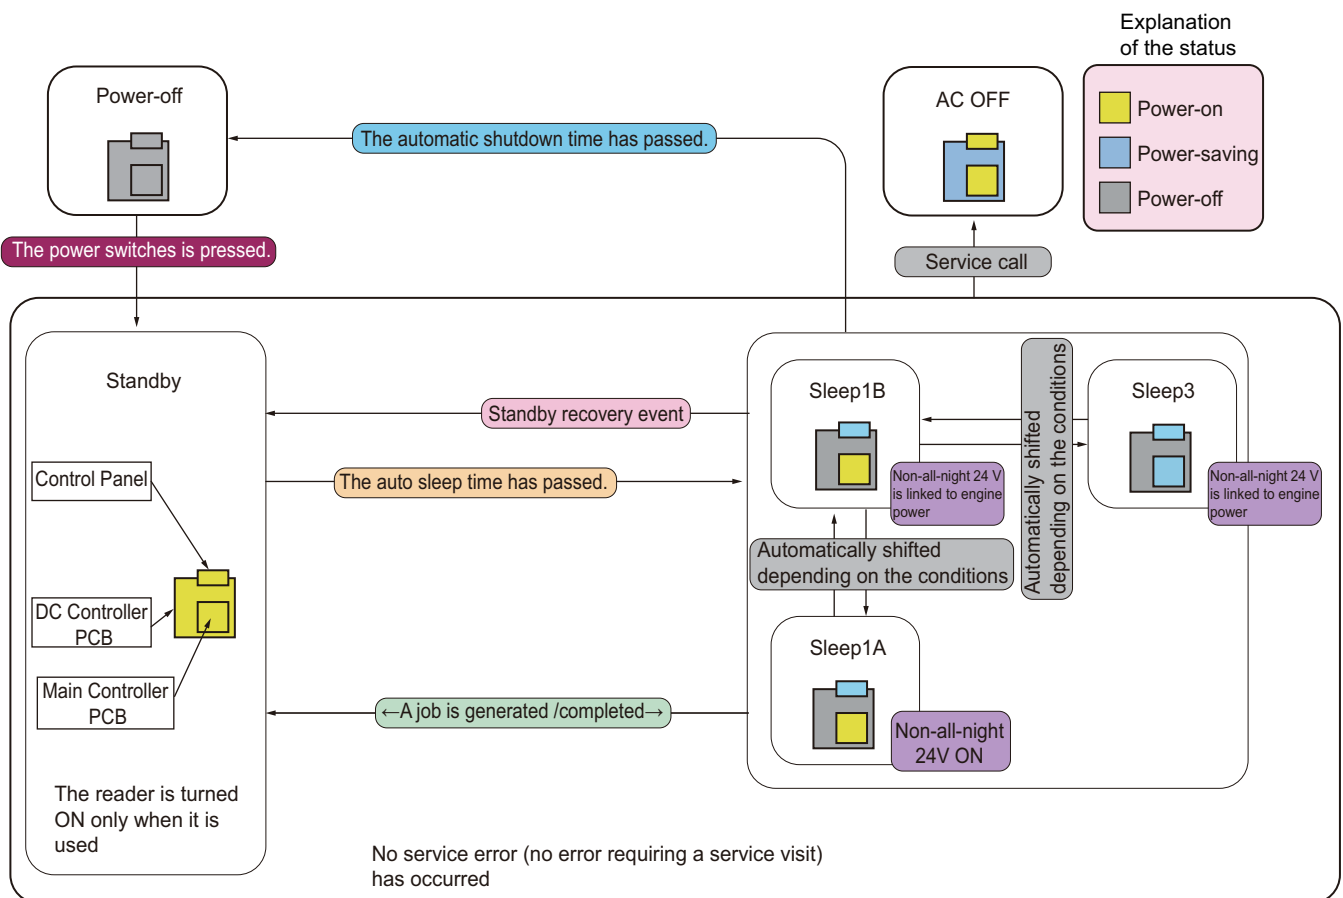 Explanation
of the status
Power-off
AC OFF
Power-on
Power-saving
Power-off
The automatic shutdown time has passed.
The power switches is pressed.
Service call
Standby
Sleep1B
Sleep3
Automatically shifted
depending on the conditions
Standby recovery event
Control Panel
The auto sleep time has passed.
Non-all-night 24 V
is linked to engine
power
Non-all-night 24 V
is linked to engine
power
Automatically shifted
depending on the conditions
DC Controller
PCB
Sleep1A
Main Controller
PCB
←A job is generated /completed→
Non-all-night
24V ON
The reader is turned
ON only when it is
used
No service error (no error requiring a service visit)
has occurred